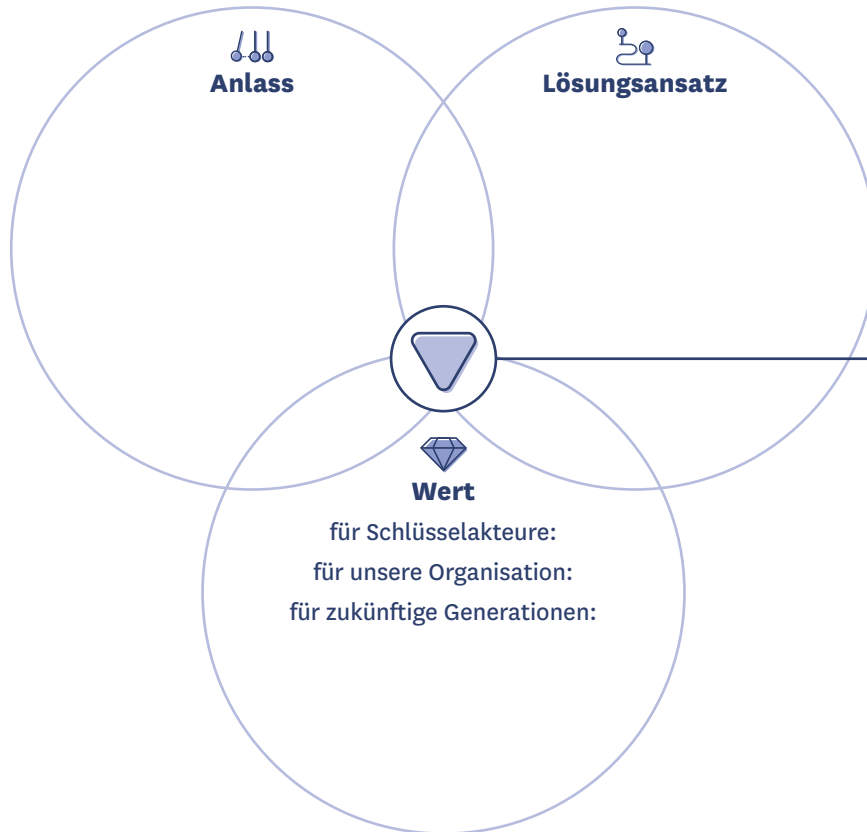 Anlass
Lösungsansatz
Wert
für Schlüsselakteure:
für unsere Organisation:
für zukünftige Generationen: